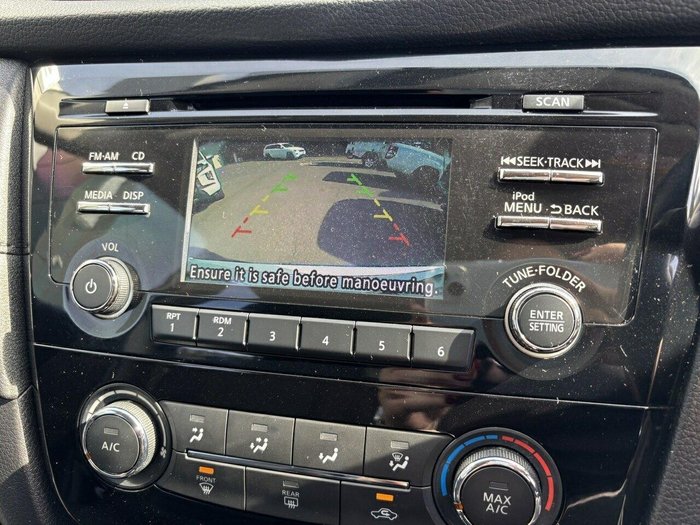 SCAN
FM·AM CD
MEDIA DISP
SEEK·TRACK
iPod
MENU · BACK
VOL
TUNE·FOLDER
ENTER
SETTING
Ensure it is safe before manoeuvring.
RPT
1
RDM
2
3
4
5
6
A/C
FRONT
REAR
MAX
A/C